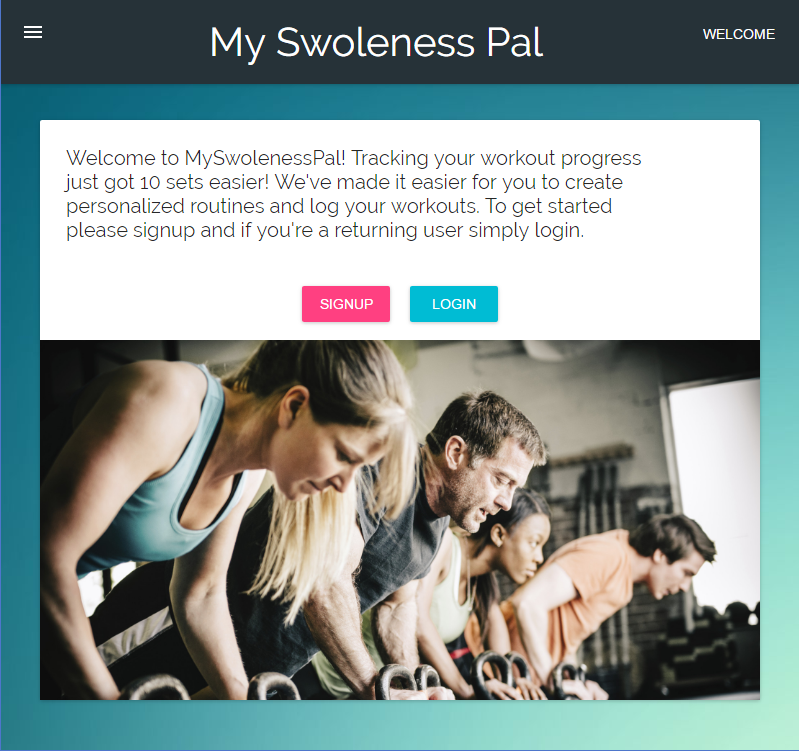 My Swoleness Pal
WELCOME
Welcome to MySwolenessPal! Tracking your workout progress
just got 10 sets easier! We've made it easier for you to create
personalized routines and log your workouts. To get started
please signup and if you're a returning user simply login.
SIGNUP
LOGIN